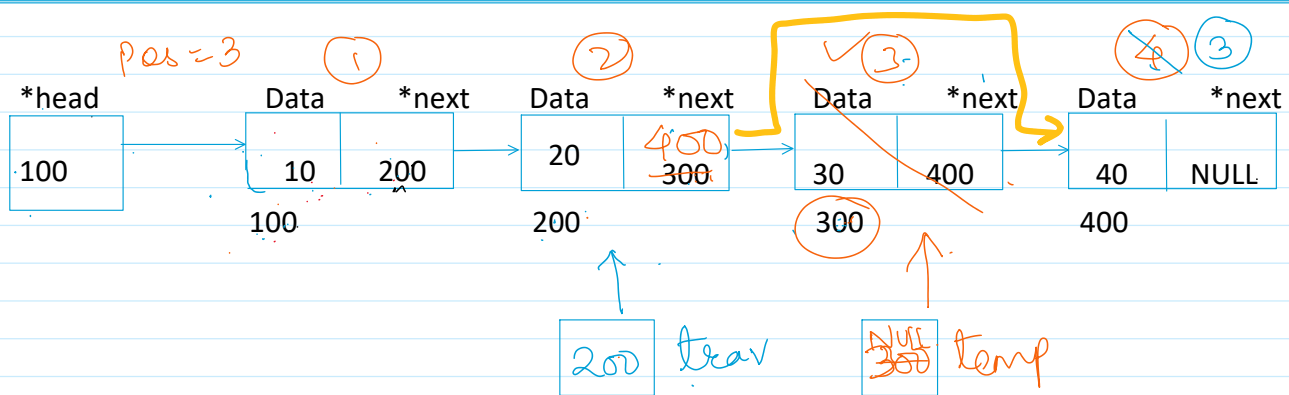 pos = 3 1 2 3 4 3
*head Data *next Data *next Data *next Data *next
100 10 200 20 400 300 30 400 40 NULL
100 200 300 400
200 trav NULL 300 temp